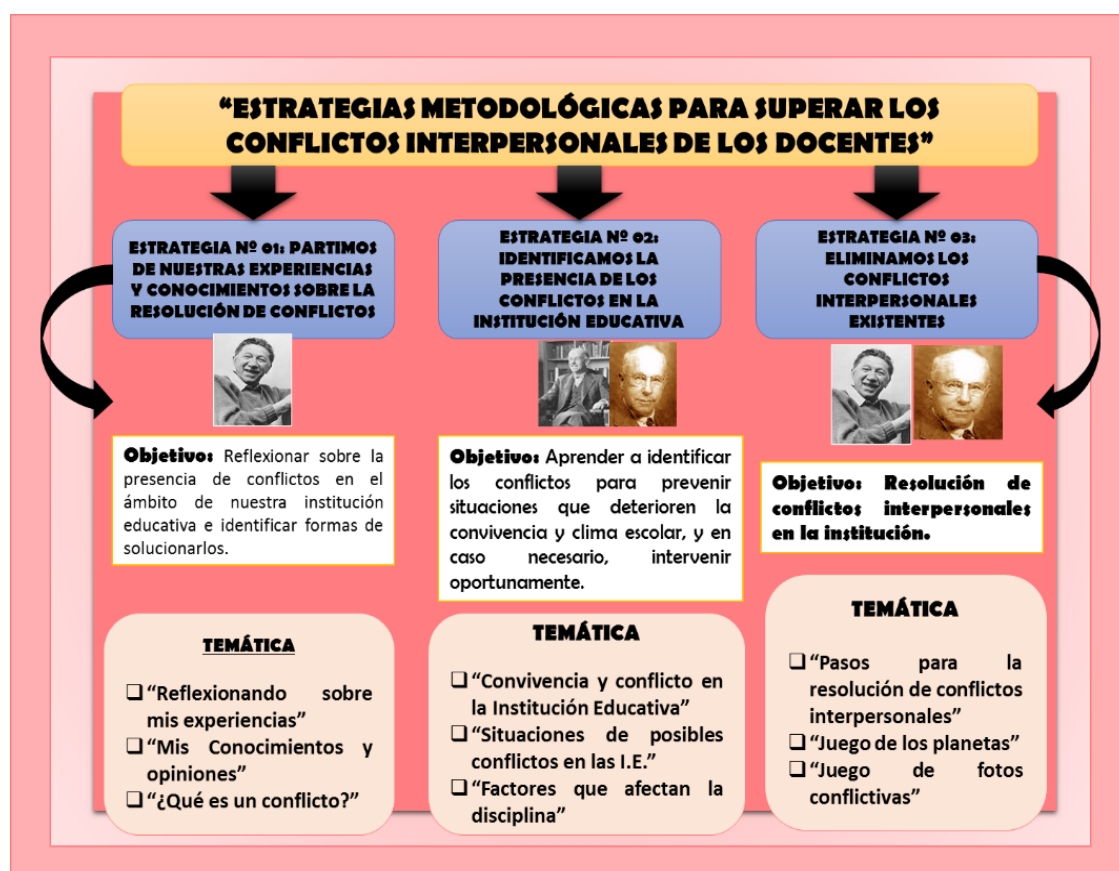 “ESTRATEGIAS METODOLÓGICAS PARA SUPERAR LOS
CONFLICTOS INTERPERSONALES DE LOS DOCENTES”
ESTRATEGIA Nº 01: PARTIMOS
DE NUESTRAS EXPERIENCIAS
Y CONOCIMIENTOS SOBRE LA
RESOLUCIÓN DE CONFLICTOS
Objetivo: Reflexionar sobre la
presencia de conflictos en el
ámbito de nuestra institución
educativa e identificar formas de
solucionarlos.
TEMÁTICA
“Reflexionando sobre
mis experiencias”
“Mis Conocimientos y
opiniones”
“¿Qué es un conflicto?”
ESTRATEGIA Nº 02:
IDENTIFICAMOS LA
PRESENCIA DE LOS
CONFLICTOS EN LA
INSTITUCIÓN EDUCATIVA
Objetivo: Aprender a identificar
los conflictos para prevenir
situaciones que deterioren la
convivencia y clima escolar, y en
caso necesario, intervenir
oportunamente.
TEMÁTICA
“Convivencia y conflicto en
la Institución Educativa”
“Situaciones de posibles
conflictos en las I.E.”
“Factores que afectan la
disciplina”
ESTRATEGIA Nº 03:
ELIMINAMOS LOS
CONFLICTOS
INTERPERSONALES
EXISTENTES
Objetivo: Resolución de
conflictos interpersonales
en la institución.
TEMÁTICA
“Pasos para la
resolución de conflictos
interpersonales”
“Juego de los planetas”
“Juego de fotos
conflictivas”